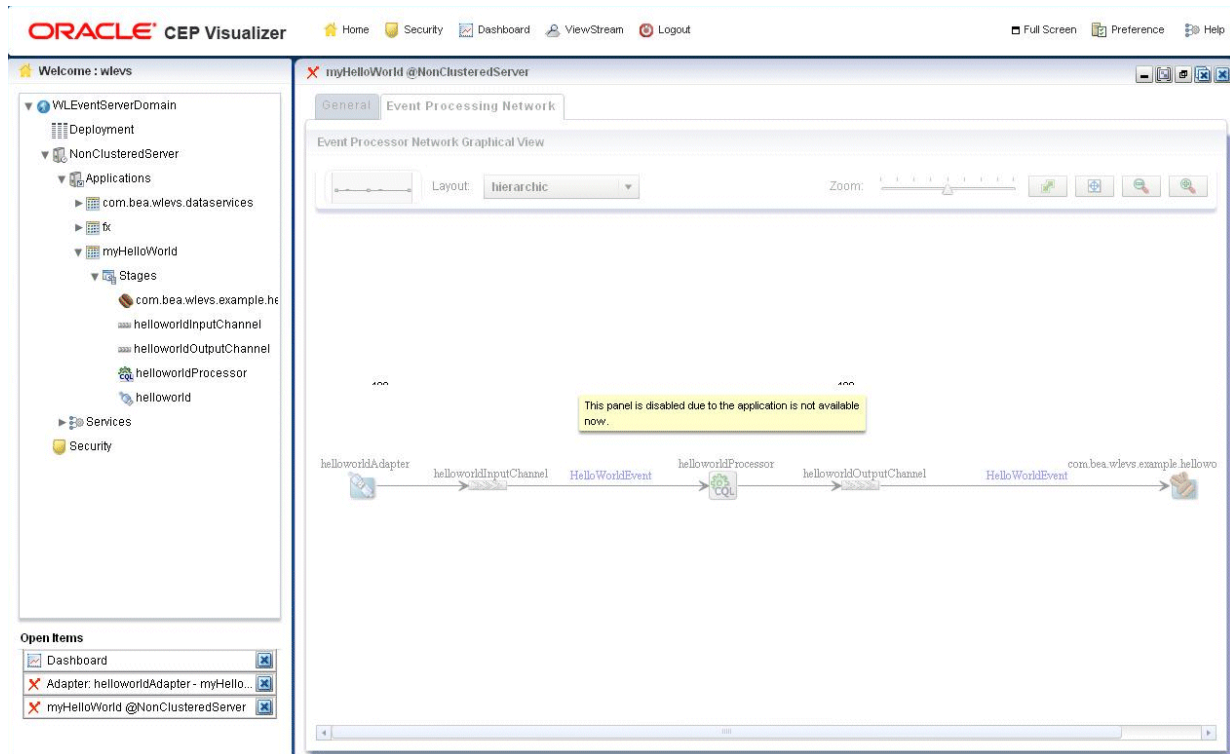 ORACLE CEP Visualizer
Home
Security
Dashboard
ViewStream
Logout
Full Screen
Preference
Help
Welcome : wlevs
WLEventServerDomain
Deployment
NonClusteredServer
Applications
com.bea.wlevs.dataservices
fx
myHelloWorld
Stages
com.bea.wlevs.example.he
helloworldInputChannel
helloworldOutputChannel
helloworldProcessor
helloworld
Services
Security
Open Items
Dashboard
Adapter: helloworldAdapter - myHello...
myHelloWorld @NonClusteredServer
myHelloWorld @NonClusteredServer
General
Event Processing Network
Event Processor Network Graphical View
Layout:
hierarchic
Zoom:
This panel is disabled due to the application is not available
now.
helloworldAdapter
helloworldInputChannel
HelloWorldEvent
helloworldProcessor
CQL
helloworldOutputChannel
HelloWorldEvent
com.bea.wlevs.example.hellowo